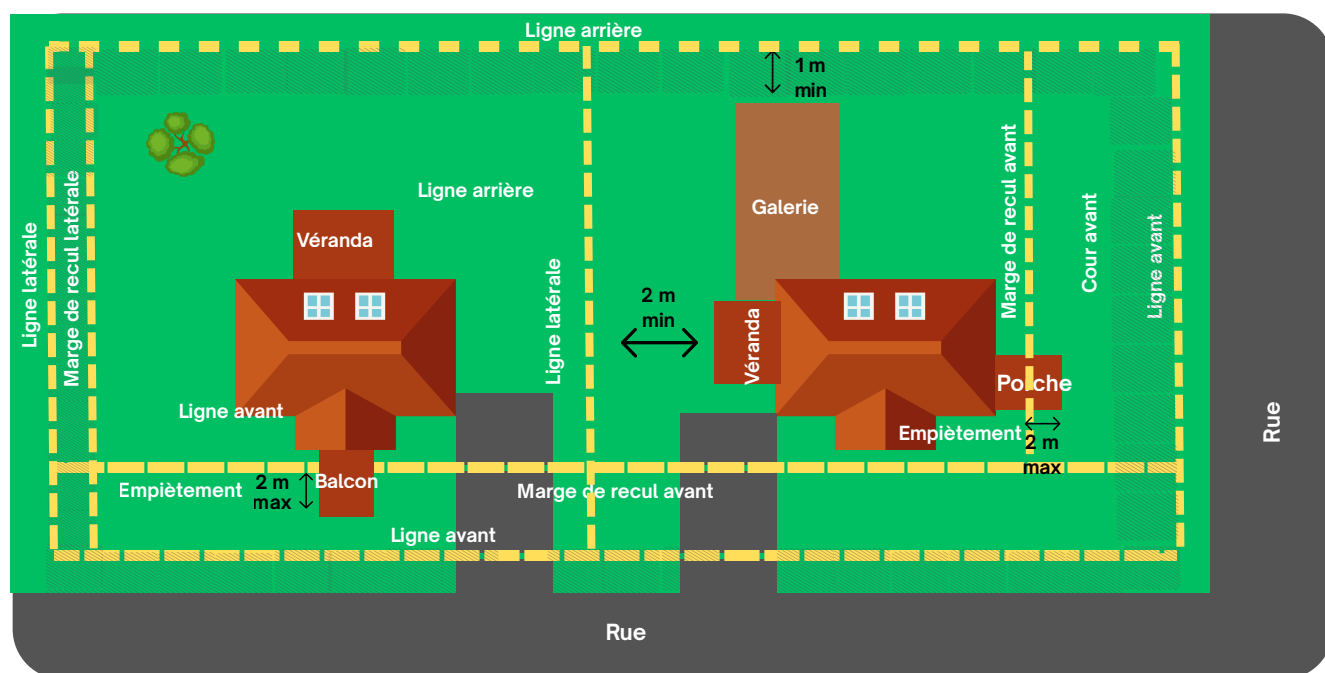 Ligne arrière
1 m
min
Ligne arrière
Galerie
Véranda
Ligne latérale
Marge de recul latérale
Ligne latérale
2 m
min
Véranda
Marge de recul avant
Cour avant
Ligne avant
Porche
Ligne avant
Empiètement
2 m
max
Balcon
2 m
max
Empiètement
Marge de recul avant
Ligne avant
Rue
Rue